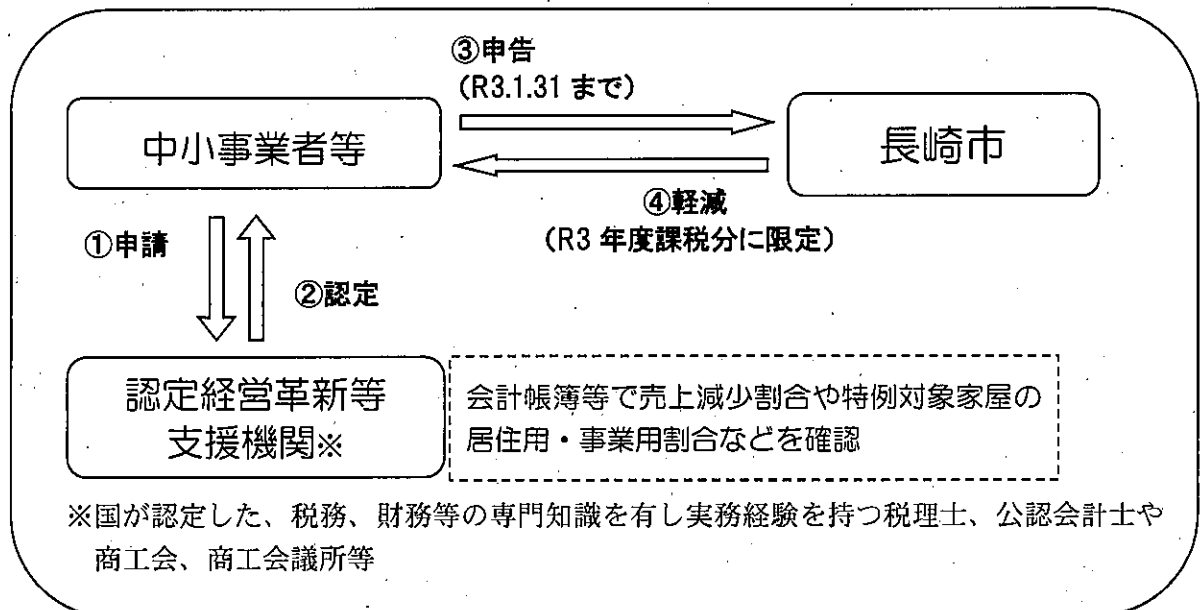 ③申告
(R3.1.31 まで)
中小事業者等
長崎市
④軽減
(R3 年度課税分に限定)
①申請
②認定
認定経営革新等
支援機関※
会計帳簿等で売上減少割合や特例対象家屋の
居住用・事業用割合などを確認
※国が認定した、税務、財務等の専門知識を有し実務経験を持つ税理士、公認会計士や
商工会、商工会議所等